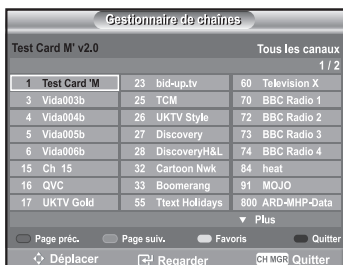 Gestionnaire de chaînes
Test Card M' v2.0 Tous les canaux
1 / 2
1 Test Card 'M 23 bid-up.tv 60 Television X
3 Vida003b 25 TCM 70 BBC Radio 1
4 Vida004b 26 UKTV Style 72 BBC Radio 2
5 Vida005b 27 Discovery 73 BBC Radio 3
6 Vida006b 28 DiscoveryH&L 74 BBC Radio 4
15 Ch 15 32 Cartoon Nwk 84 heat
16 QVC 33 Boomerang 91 MOJO
17 UKTV Gold 55 Ttext Holidays 800 ARD-MHP-Data
▼ Plus
Page préc. Page suiv. Favoris Quitter
Déplacer Regarder CH MGR Quitter